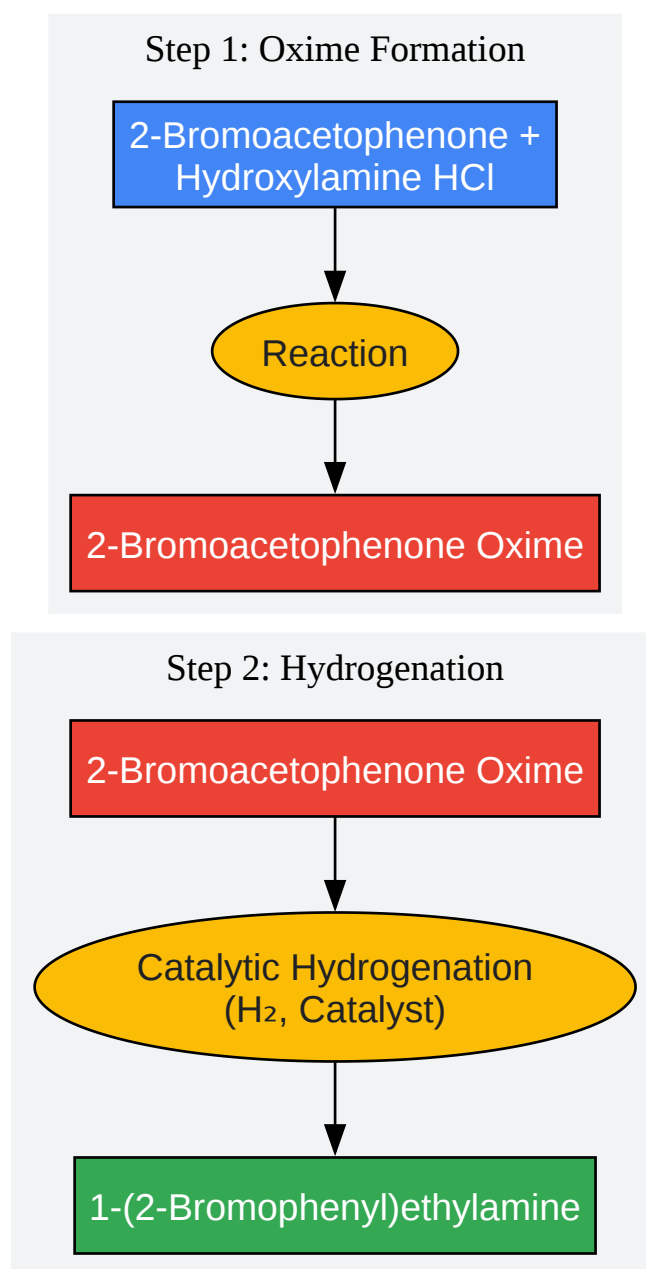 Step 1: Oxime Formation
2-Bromoacetophenone +
Hydroxylamine HCl
Reaction
2-Bromoacetophenone Oxime
Step 2: Hydrogenation
2-Bromoacetophenone Oxime
Catalytic Hydrogenation
(H₂, Catalyst)
1-(2-Bromophenyl)ethylamine